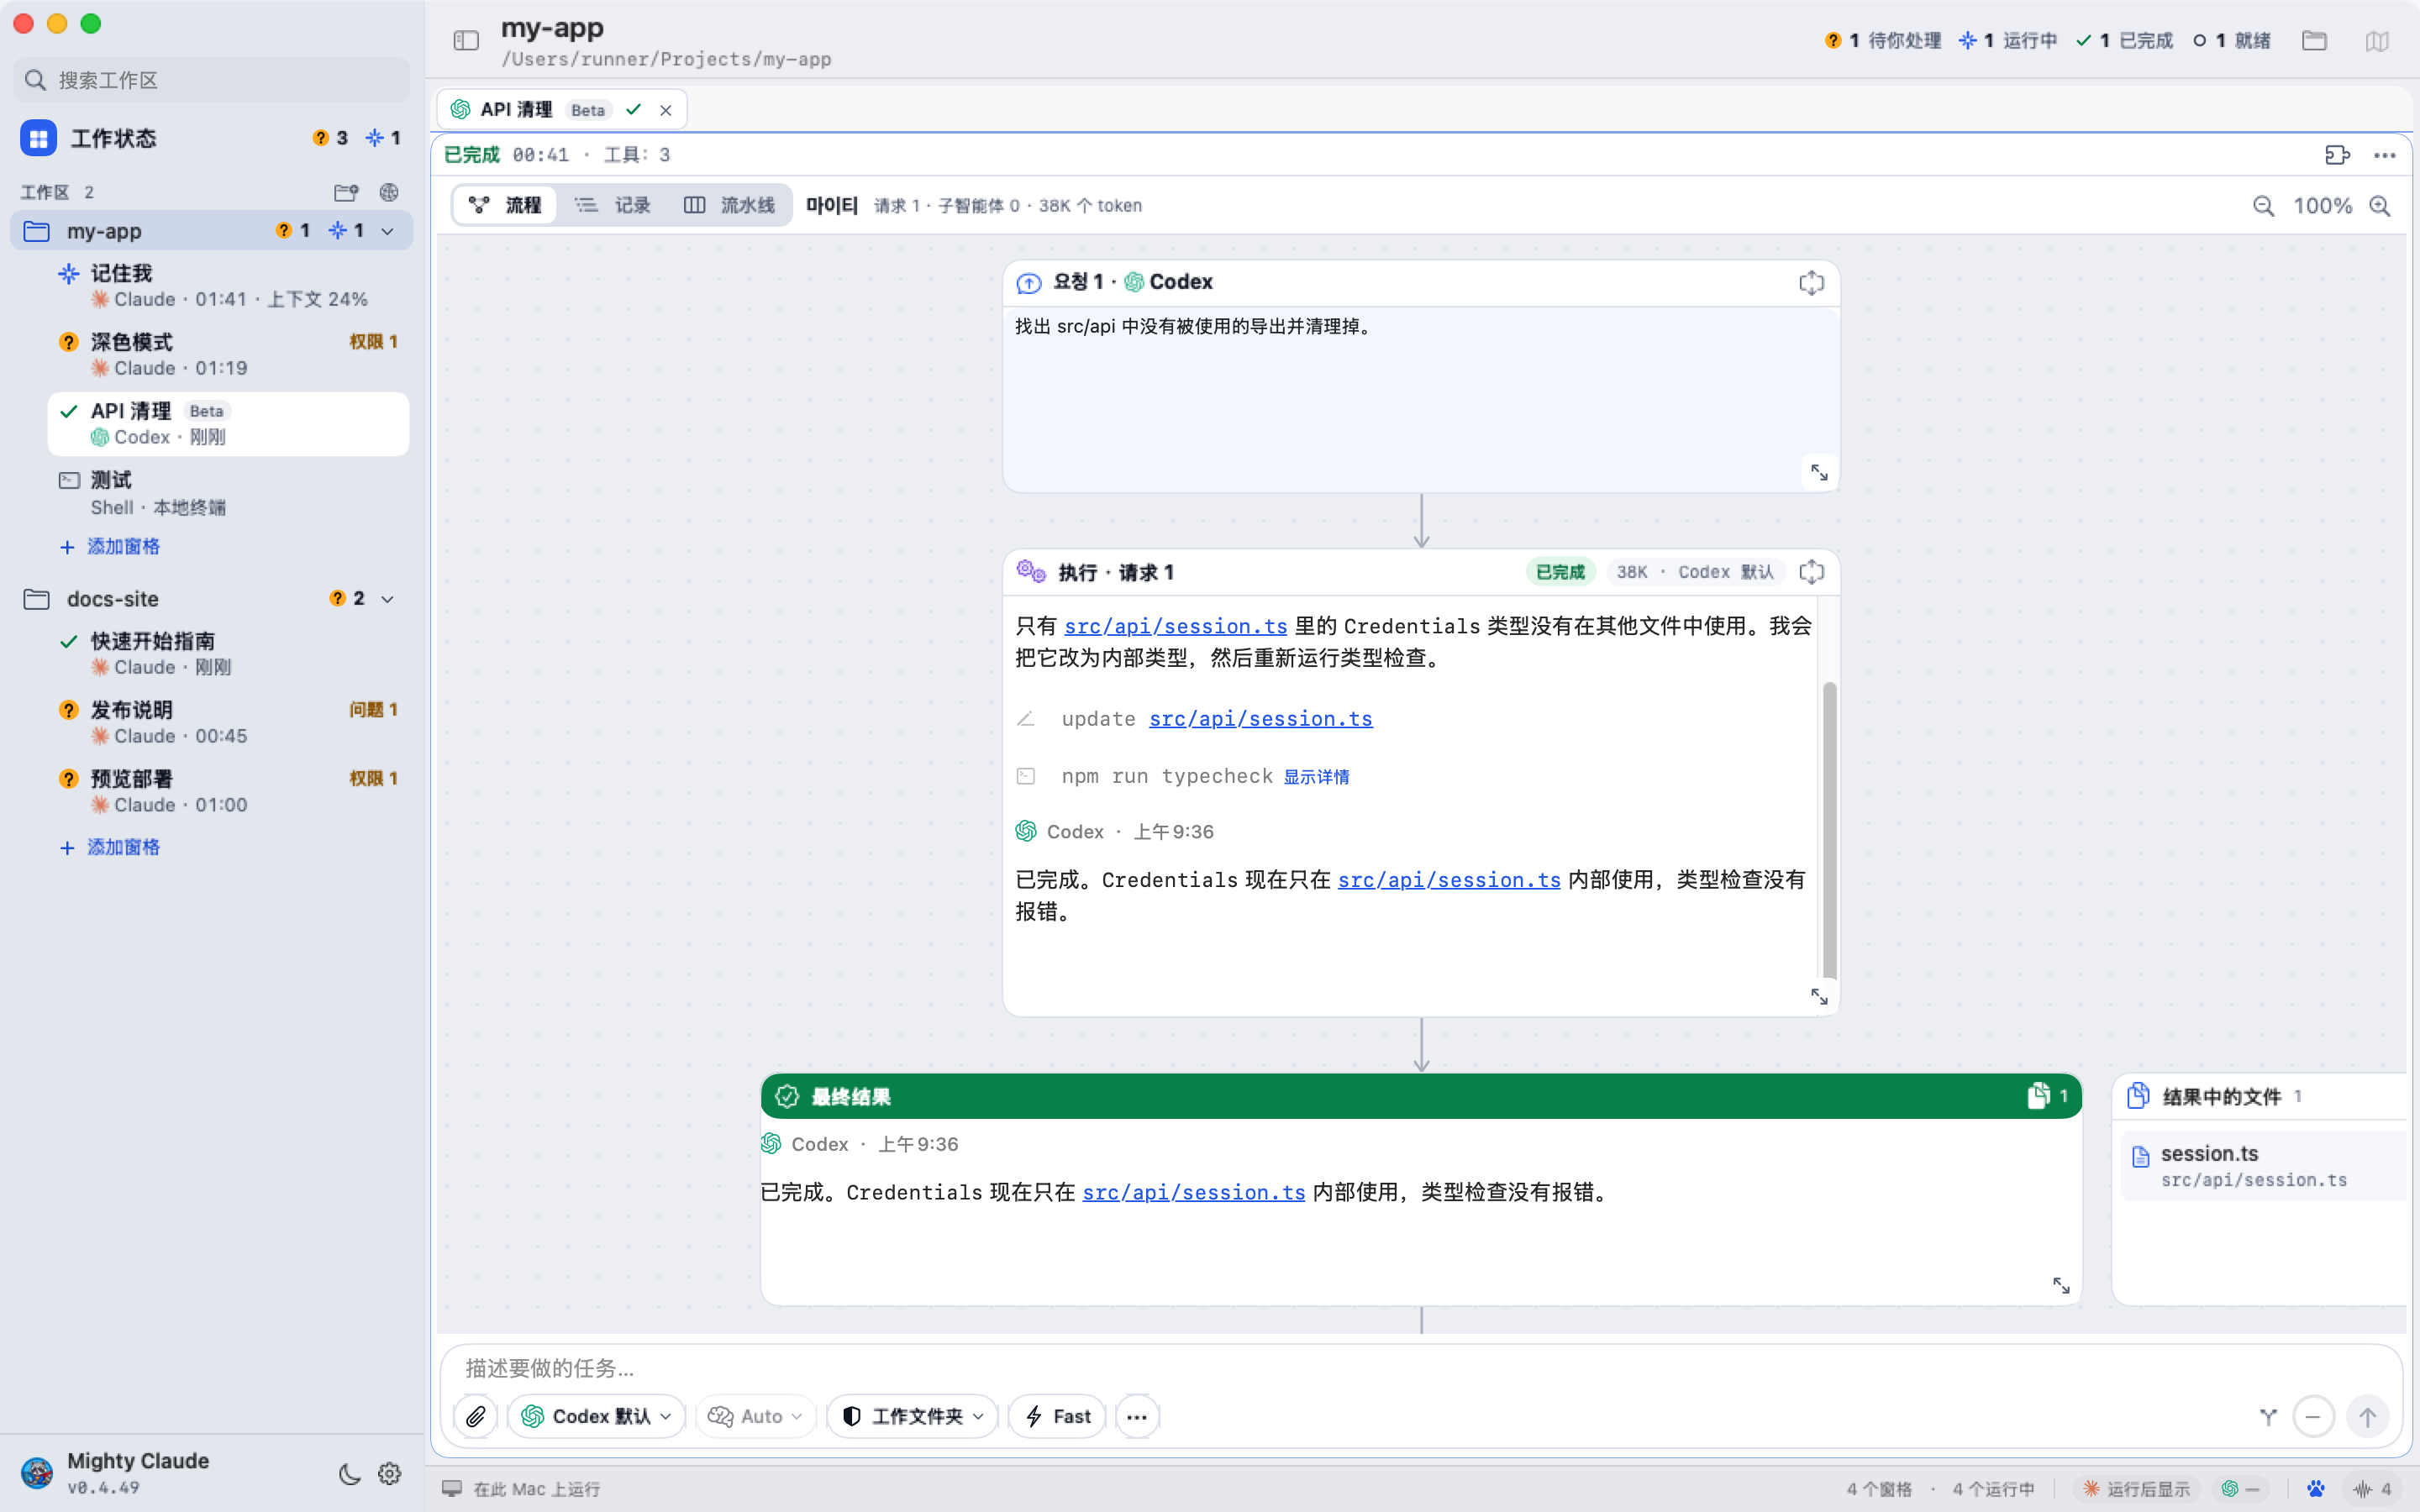 my-app
/Users/runner/Projects/my-app
1 待你处理 1 运行中 1 已完成 1 就绪
搜索工作区
工作状态 3 1
工作区 2
my-app 1 1
记住我
Claude · 01:41 · 上下文 24%
深色模式 权限 1
Claude · 01:19
API 清理 Beta
Codex · 刚刚
测试
Shell · 本地终端
+ 添加窗格
docs-site 2
快速开始指南
Claude · 刚刚
发布说明 问题 1
Claude · 00:45
预览部署 权限 1
Claude · 01:00
+ 添加窗格
Mighty Claude
v0.4.49
API 清理 Beta
已完成 00:41 · 工具: 3
流程 记录 流水线 마이티 请求 1 · 子智能体 0 · 38K 个 token
100%
요청 1 · Codex
找出 src/api 中没有被使用的导出并清理掉。
执行 · 请求 1 已完成 38K · Codex 默认
只有 src/api/session.ts 里的 Credentials 类型没有在其他文件中使用。我会
把它改为内部类型，然后重新运行类型检查。
update src/api/session.ts
npm run typecheck 显示详情
Codex · 上午9:36
已完成。Credentials 现在只在 src/api/session.ts 内部使用，类型检查没有
报错。
最终结果 1
Codex · 上午9:36
已完成。Credentials 现在只在 src/api/session.ts 内部使用，类型检查没有报错。
结果中的文件 1
session.ts
src/api/session.ts
描述要做的任务...
Codex 默认 Auto 工作文件夹 Fast
在此 Mac 上运行
4 个窗格 · 4 个运行中 运行后显示 — 4